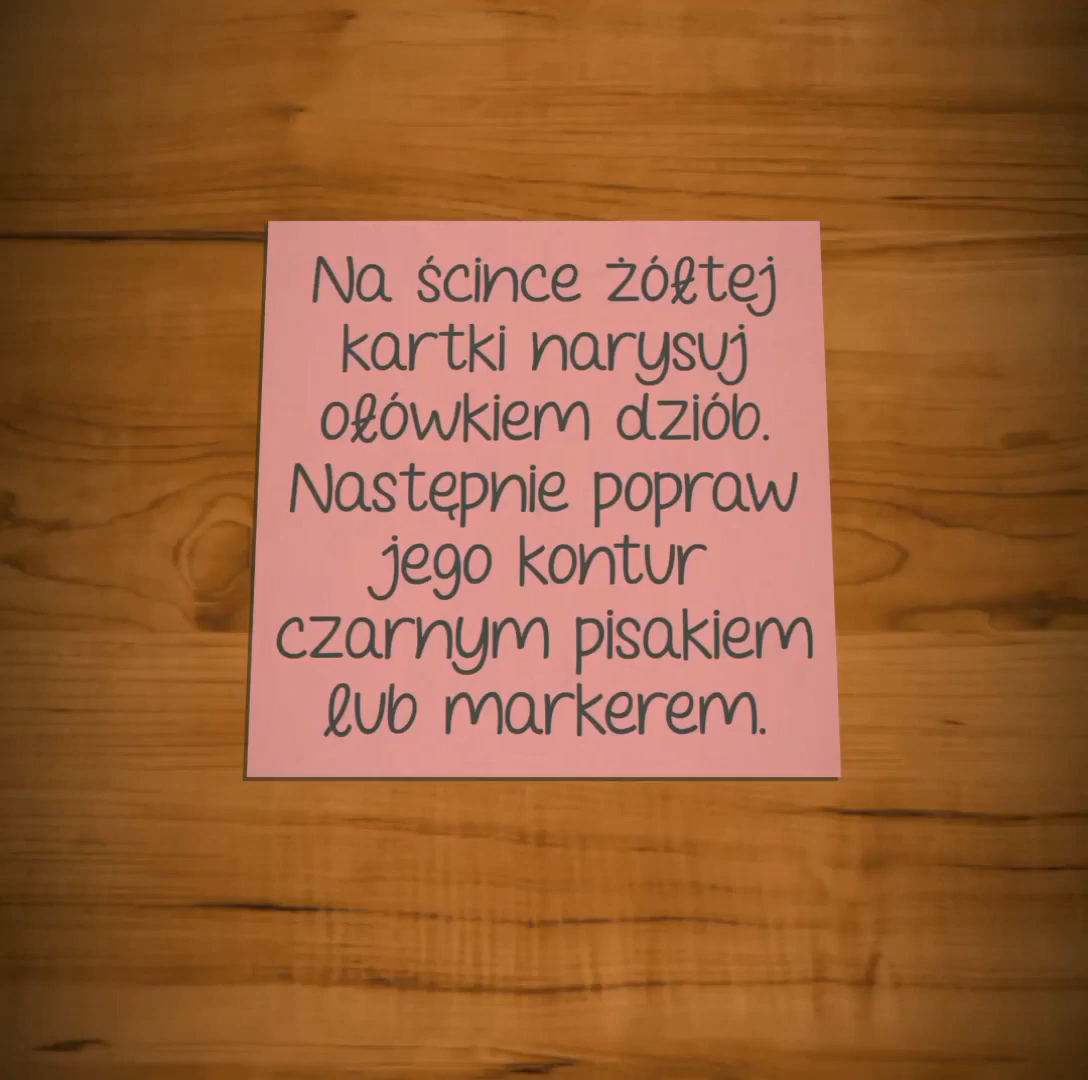 Na ścince żółtej
kartki narysuj
ołówkiem dziób.
Następnie popraw
jego kontur
czarnym pisakiem
lub markerem.